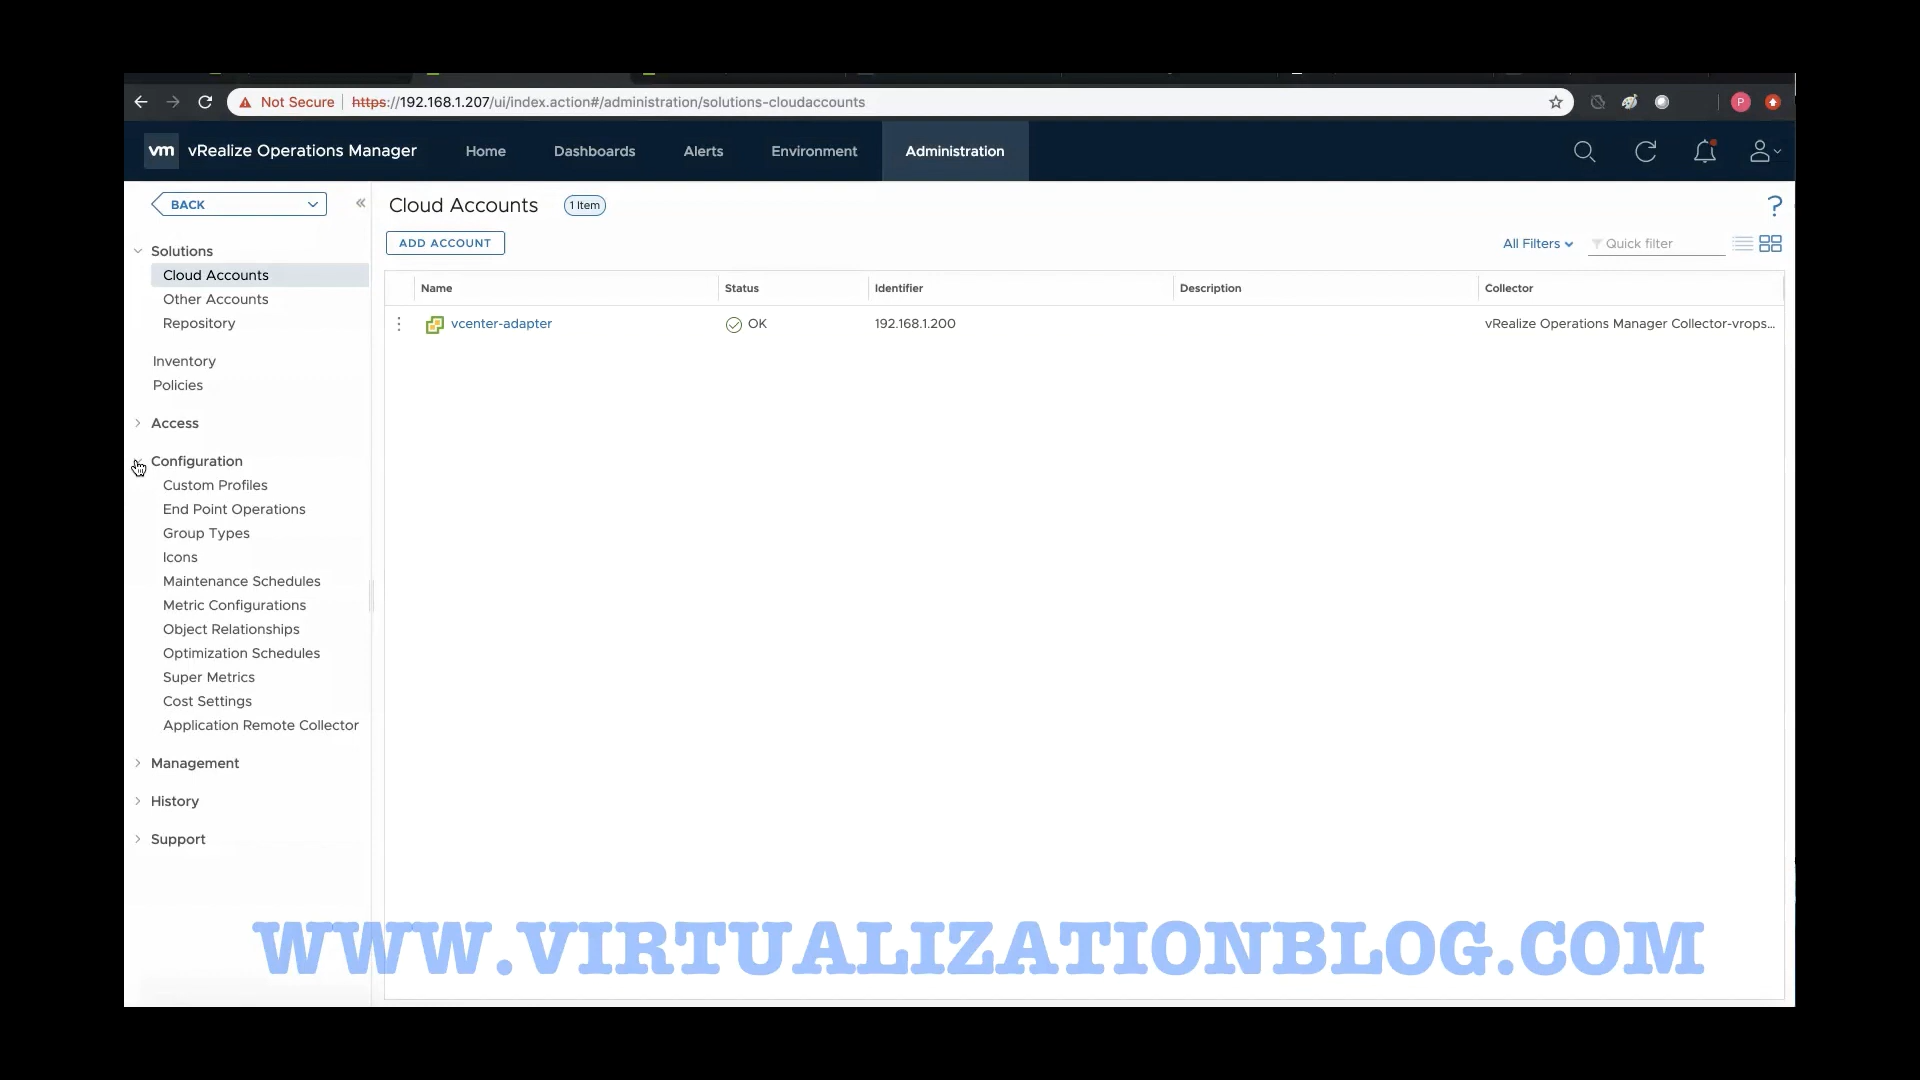 Not Secure https://192.168.1.207/ui/index.action#/administration/solutions-cloudaccounts P
vm vRealize Operations Manager Home Dashboards Alerts Environment Administration
BACK «
Cloud Accounts 1 Item ?
ADD ACCOUNT All Filters Quick filter
Solutions
Cloud Accounts
Other Accounts
Repository
Inventory
Policies
Access
Configuration
Custom Profiles
End Point Operations
Group Types
Icons
Maintenance Schedules
Metric Configurations
Object Relationships
Optimization Schedules
Super Metrics
Cost Settings
Application Remote Collector
Management
History
Support
Name Status Identifier Description Collector
vcenter-adapter OK 192.168.1.200 vRealize Operations Manager Collector-vrops...
WWW.VIRTUALIZATIONBLOG.COM